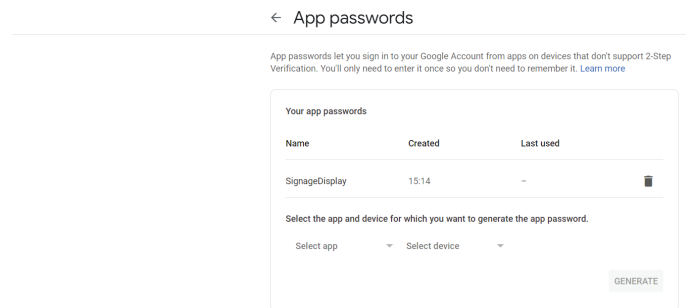 App passwords
App passwords let you sign in to your Google Account from apps on devices that don't support 2-Step
Verification. You'll only need to enter it once so you don't need to remember it. Learn more
Your app passwords
Name Created Last used
SignageDisplay 15:14 –
Select the app and device for which you want to generate the app password.
Select app Select device
GENERATE